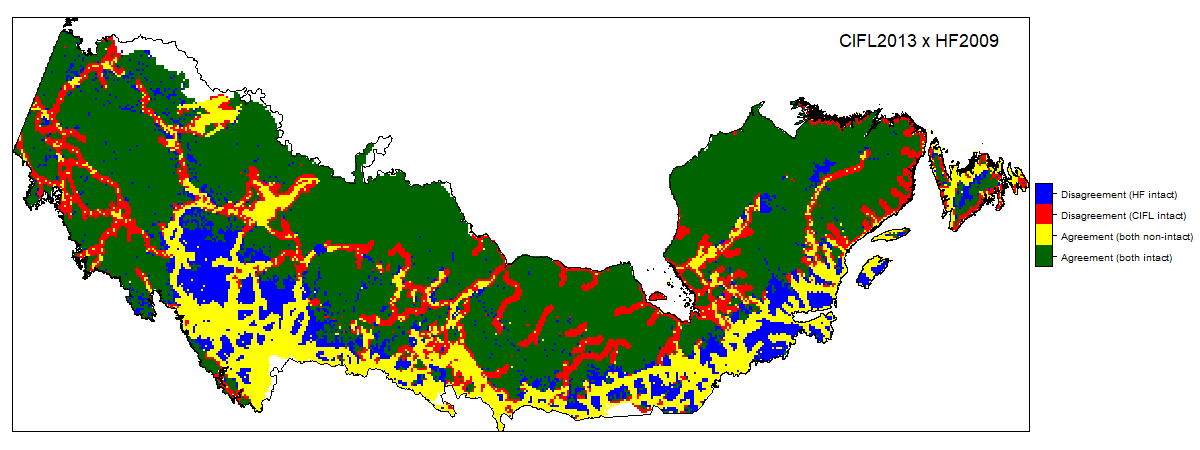 CIFL2013 x HF2009
Disagreement (HF intact)
Disagreement (CIFL intact)
Agreement (both non-intact)
Agreement (both intact)